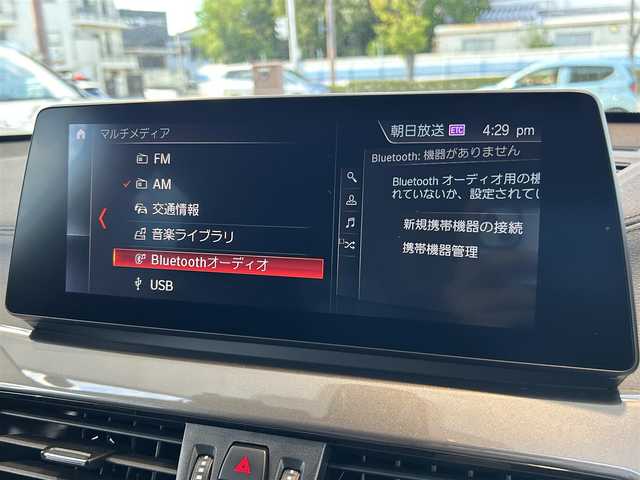 マルチメディア
朝日放送 ETC 4:29 pm
FM
AM
交通情報
音楽ライブラリ
Bluetoothオーディオ
USB
Bluetooth: 機器がありません
Bluetooth オーディオ用の機
れていないか、設定されてい
新規携帯機器の接続
携帯機器管理